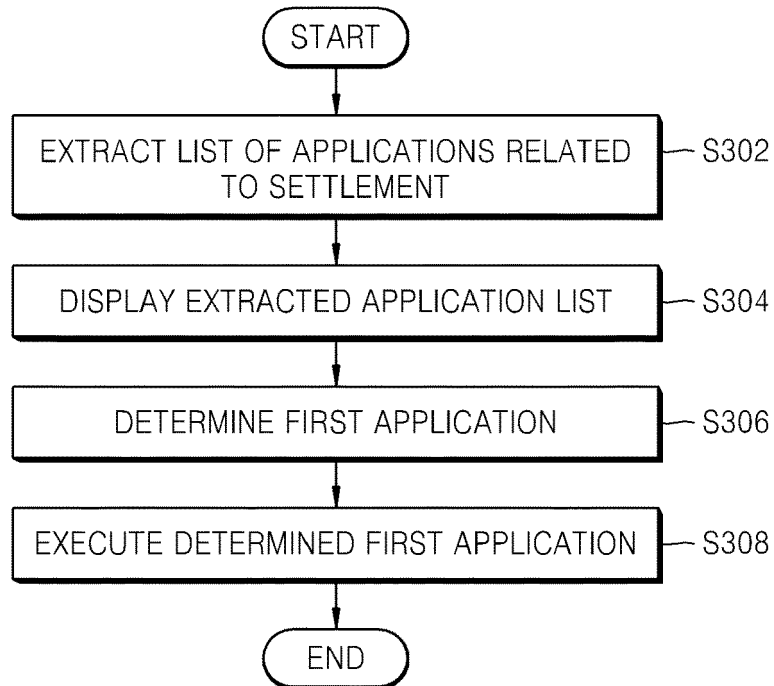 START
EXTRACT LIST OF APPLICATIONS RELATED
TO SETTLEMENT
S302
DISPLAY EXTRACTED APPLICATION LIST
S304
DETERMINE FIRST APPLICATION
S306
EXECUTE DETERMINED FIRST APPLICATION
S308
END